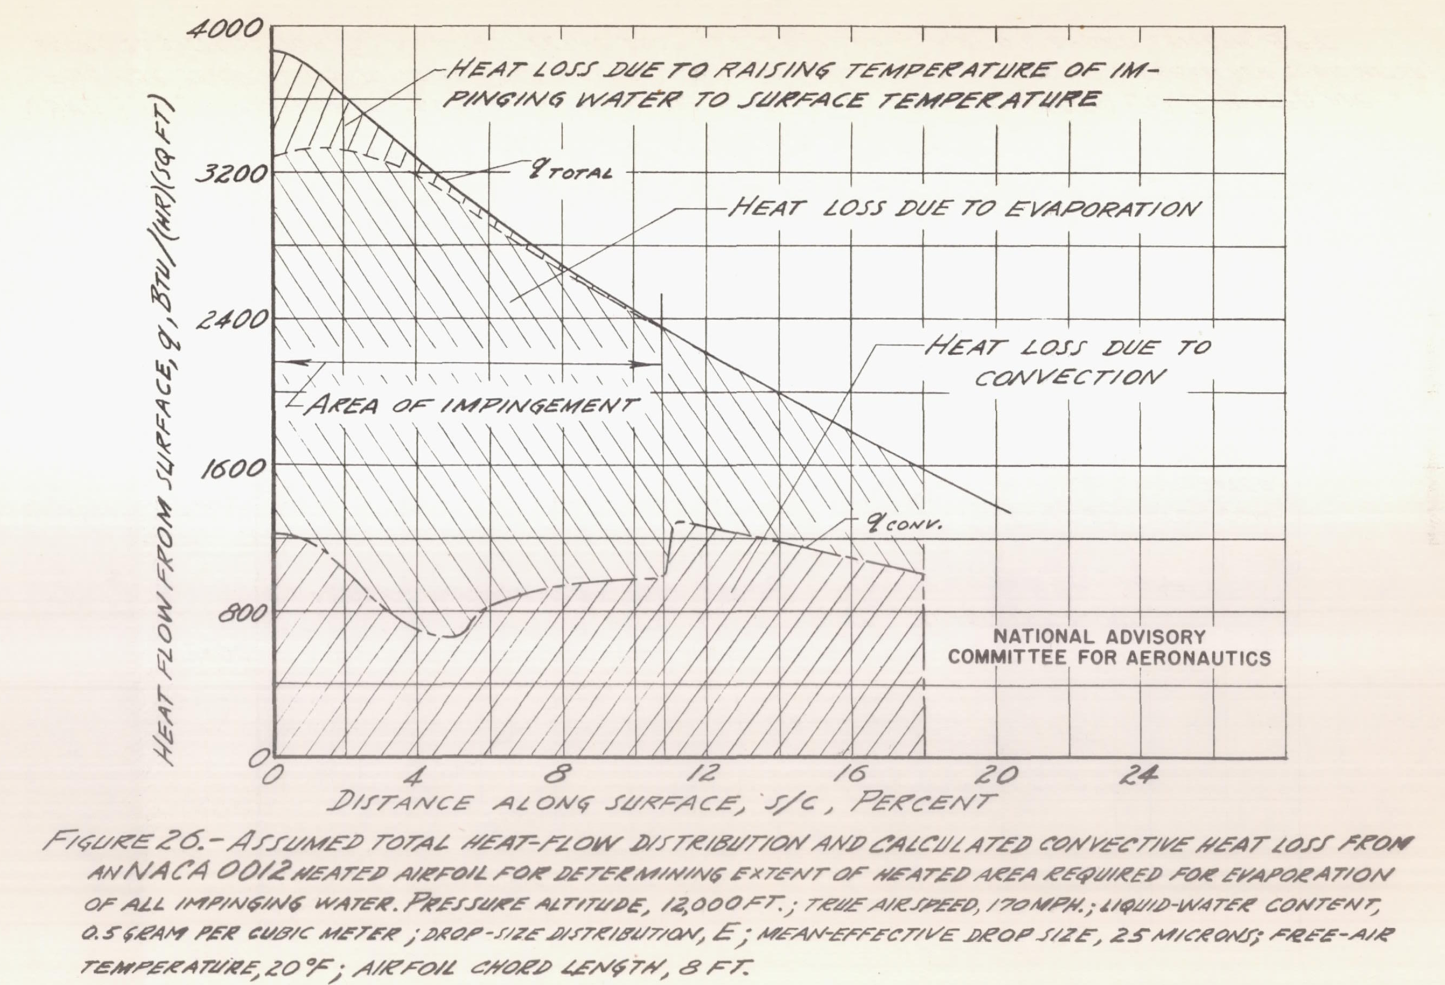 4000
HEAT LOSS DUE TO RAISING TEMPERATURE OF IM-
PINGING WATER TO SURFACE TEMPERATURE
3200
q TOTAL
HEAT LOSS DUE TO EVAPORATION
2400
HEAT LOSS DUE TO
CONVECTION
AREA OF IMPINGEMENT
1600
q CONV.
800
NATIONAL ADVISORY
COMMITTEE FOR AERONAUTICS
0
HEAT FLOW FROM SURFACE, q, BTU/(HR)(SQ FT)
0 4 8 12 16 20 24
DISTANCE ALONG SURFACE, S/C, PERCENT
FIGURE 26.- ASSUMED TOTAL HEAT-FLOW DISTRIBUTION AND CALCULATED CONVECTIVE HEAT LOSS FROM
AN NACA 0012 HEATED AIRFOIL FOR DETERMINING EXTENT OF HEATED AREA REQUIRED FOR EVAPORATION
OF ALL IMPINGING WATER. PRESSURE ALTITUDE, 12,000 FT.; TRUE AIRSPEED, 170 MPH.; LIQUID-WATER CONTENT,
0.5 GRAM PER CUBIC METER; DROP-SIZE DISTRIBUTION, E; MEAN-EFFECTIVE DROP SIZE, 25 MICRONS; FREE-AIR
TEMPERATURE, 20°F; AIRFOIL CHORD LENGTH, 8 FT.